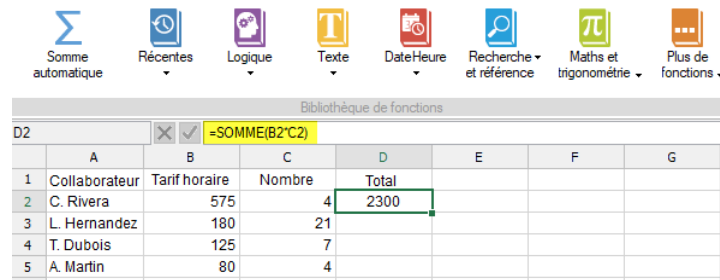 Somme automatique
Récentes
Logique
Texte
DateHeure
Recherche et référence
Maths et trigonométrie
Plus de fonctions
Bibliothèque de fonctions
D2 =SOMME(B2*C2)
A B C D E F G
1 Collaborateur Tarif horaire Nombre Total
2 C. Rivera 575 4 2300
3 L. Hernandez 180 21
4 T. Dubois 125 7
5 A. Martin 80 4